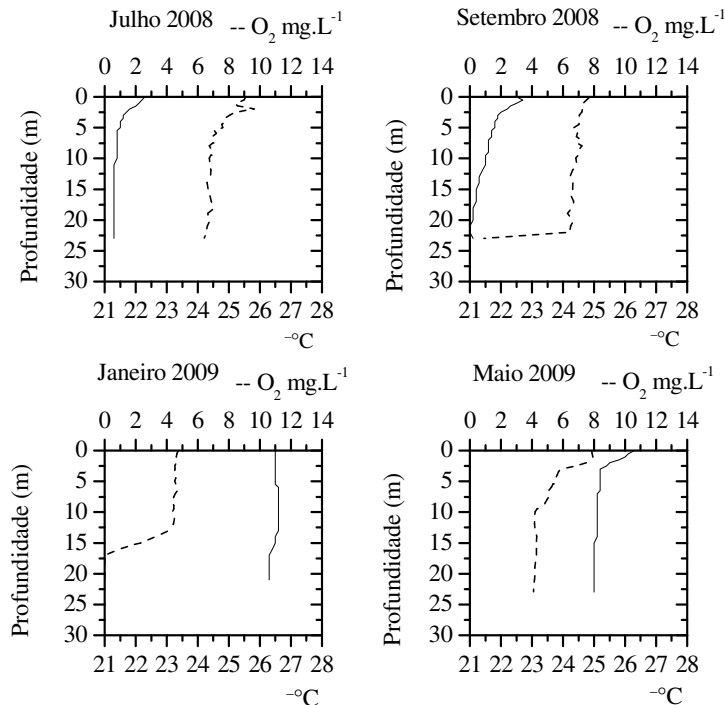 Julho 2008 -- O₂ mg.L⁻¹
0 2 4 6 8 10 12 14
Profundidade (m)
0
5
10
15
20
25
30
21 22 23 24 25 26 27 28
–°C
Setembro 2008 -- O₂ mg.L⁻¹
0 2 4 6 8 10 12 14
Profundidade (m)
0
5
10
15
20
25
30
21 22 23 24 25 26 27 28
–°C
Janeiro 2009 -- O₂ mg.L⁻¹
0 2 4 6 8 10 12 14
Profundidade (m)
0
5
10
15
20
25
30
21 22 23 24 25 26 27 28
–°C
Maio 2009 -- O₂ mg.L⁻¹
0 2 4 6 8 10 12 14
Profundidade (m)
0
5
10
15
20
25
30
21 22 23 24 25 26 27 28
–°C